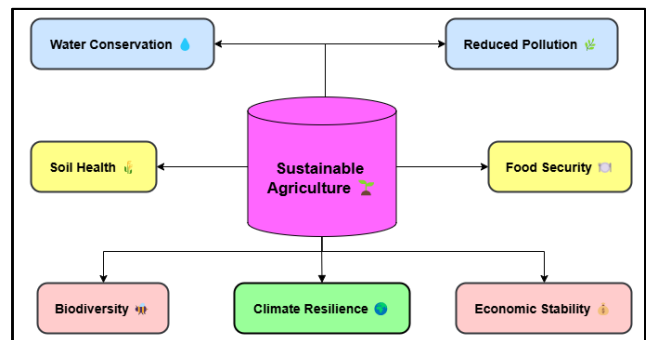 Water Conservation 💧
Reduced Pollution 🌿
Soil Health 🌾
Sustainable
Agriculture 🌱
Food Security 🍽️
Biodiversity 🐝
Climate Resilience 🌍
Economic Stability 💰